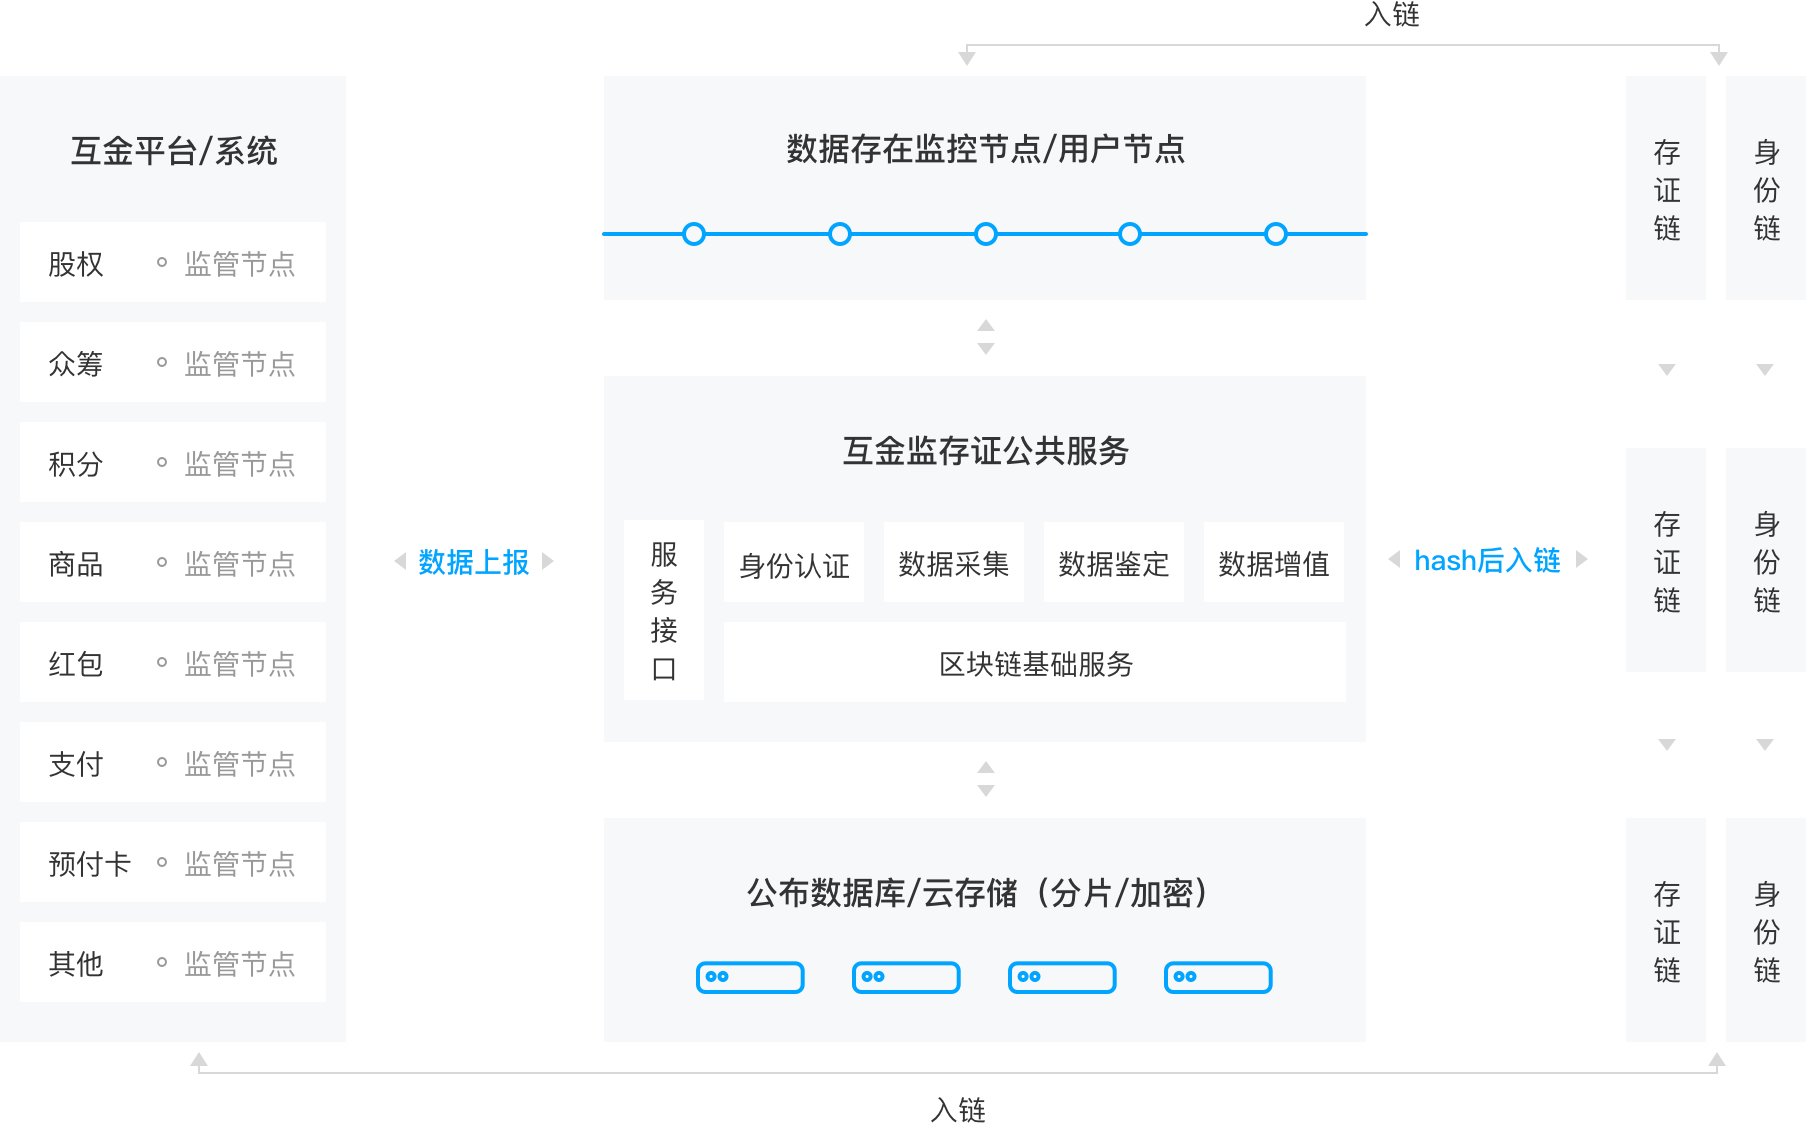 入链
互金平台/系统
股权
监管节点
众筹
监管节点
积分
监管节点
商品
监管节点
红包
监管节点
支付
监管节点
预付卡
监管节点
其他
监管节点
数据上报
数据存在监控节点/用户节点
互金监存证公共服务
服务接口
身份认证
数据采集
数据鉴定
数据增值
区块链基础服务
公布数据库/云存储（分片/加密）
hash后入链
存证链
身份链
存证链
身份链
存证链
身份链
入链